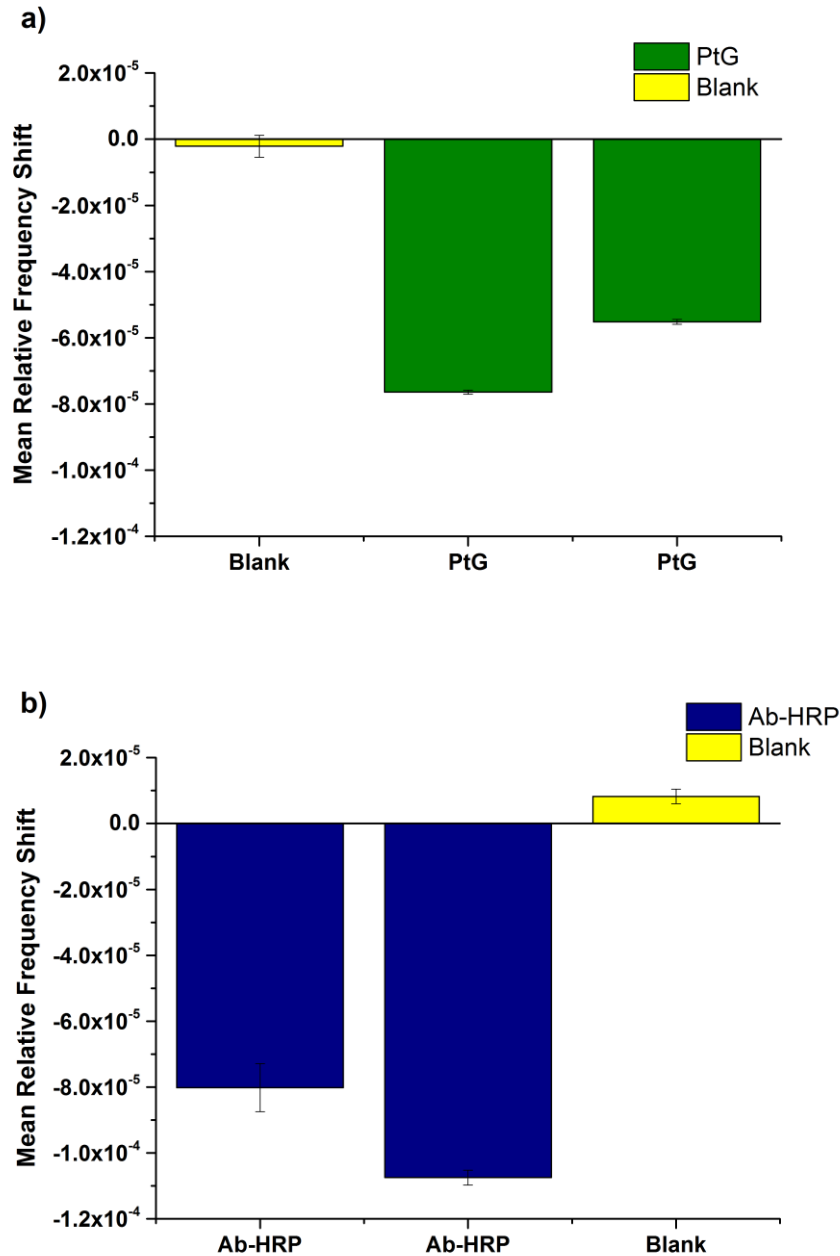 a)
PtG
Blank
Mean Relative Frequency Shift
2.0x10⁻⁵
0.0
-2.0x10⁻⁵
-4.0x10⁻⁵
-6.0x10⁻⁵
-8.0x10⁻⁵
-1.0x10⁻⁴
-1.2x10⁻⁴
Blank PtG PtG
b)
Ab-HRP
Blank
Mean Relative Frequency Shift
2.0x10⁻⁵
0.0
-2.0x10⁻⁵
-4.0x10⁻⁵
-6.0x10⁻⁵
-8.0x10⁻⁵
-1.0x10⁻⁴
-1.2x10⁻⁴
Ab-HRP Ab-HRP Blank